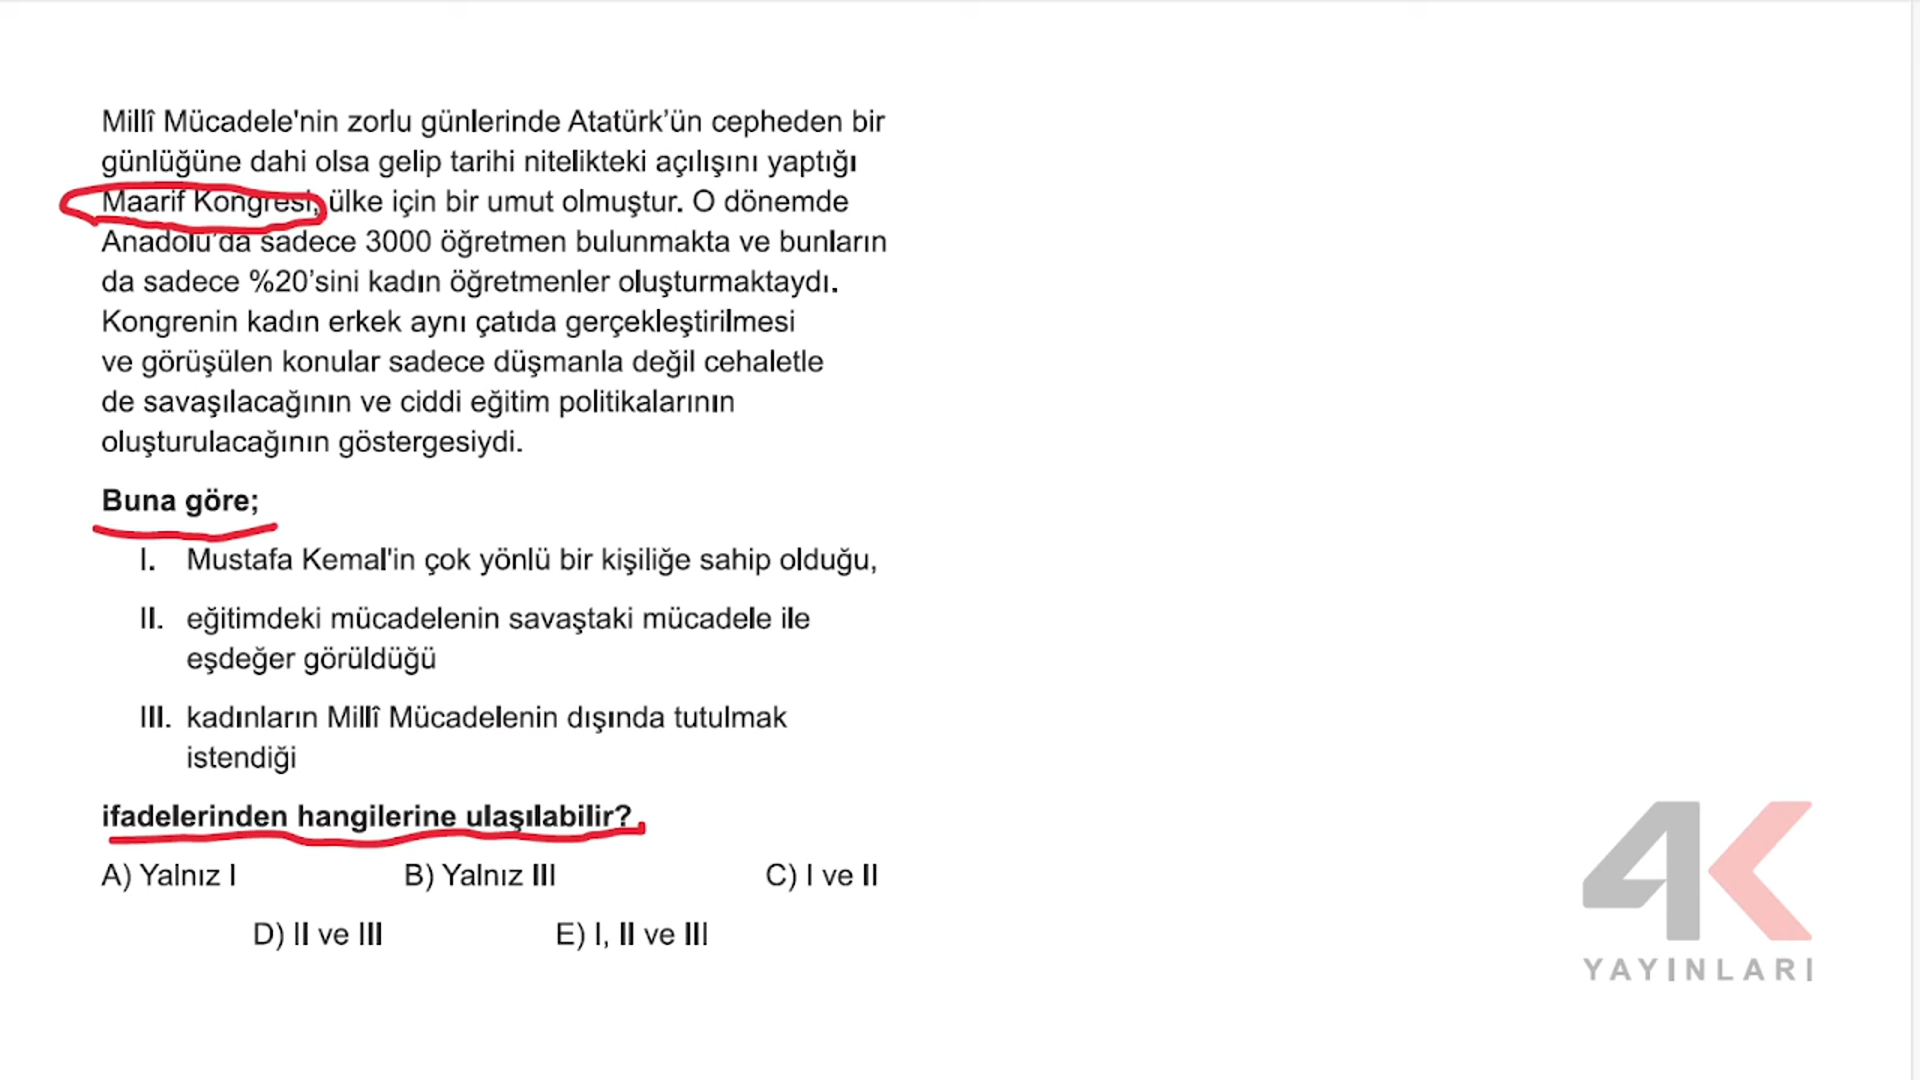 Millî Mücadele'nin zorlu günlerinde Atatürk’ün cepheden bir
günlüğüne dahi olsa gelip tarihi nitelikteki açılışını yaptığı
Maarif Kongresi, ülke için bir umut olmuştur. O dönemde
Anadolu’da sadece 3000 öğretmen bulunmakta ve bunların
da sadece %20’sini kadın öğretmenler oluşturmaktaydı.
Kongrenin kadın erkek aynı çatıda gerçekleştirilmesi
ve görüşülen konular sadece düşmanla değil cehaletle
de savaşılacağının ve ciddi eğitim politikalarının
oluşturulacağının göstergesiydi.
Buna göre;
I. Mustafa Kemal'in çok yönlü bir kişiliğe sahip olduğu,
II. eğitimdeki mücadelenin savaştaki mücadele ile
eşdeğer görüldüğü
III. kadınların Millî Mücadelenin dışında tutulmak
istendiği
ifadelerinden hangilerine ulaşılabilir?
A) Yalnız I B) Yalnız III C) I ve II
D) II ve III E) I, II ve III
4K
YAYINLARI